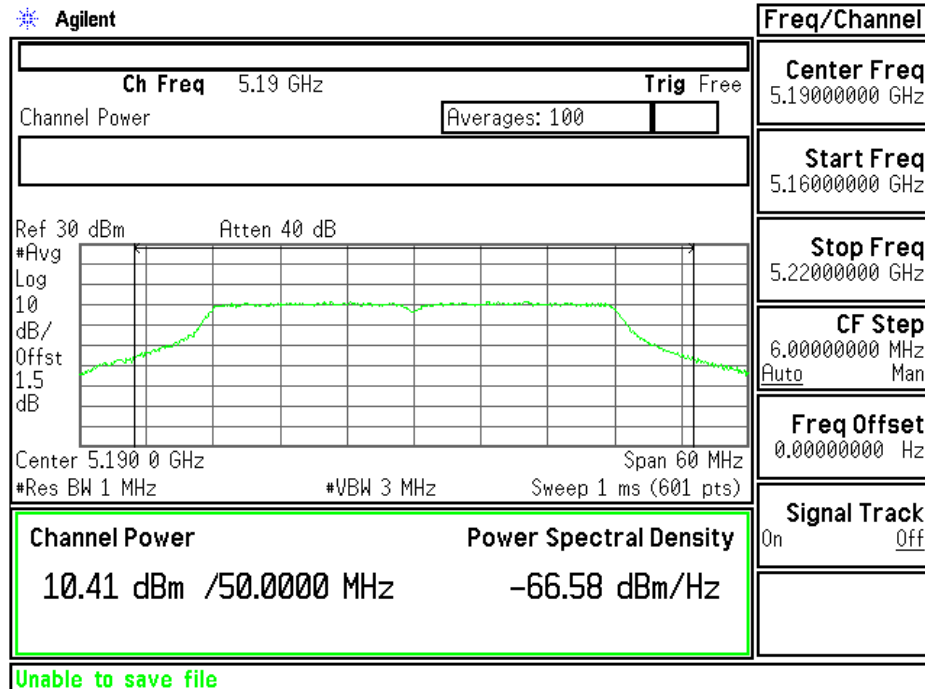 Agilent
Freq/Channel
Ch Freq 5.19 GHz Trig Free
Channel Power Averages: 100
Center Freq
5.19000000 GHz
Start Freq
5.16000000 GHz
Stop Freq
5.22000000 GHz
CF Step
6.00000000 MHz
Auto Man
Freq Offset
0.00000000 Hz
Signal Track
On Off
Ref 30 dBm Atten 40 dB
#Avg
Log
10
dB/
Offst
1.5
dB
Center 5.190 0 GHz Span 60 MHz
#Res BW 1 MHz #VBW 3 MHz Sweep 1 ms (601 pts)
Channel Power Power Spectral Density
10.41 dBm /50.0000 MHz -66.58 dBm/Hz
Unable to save file